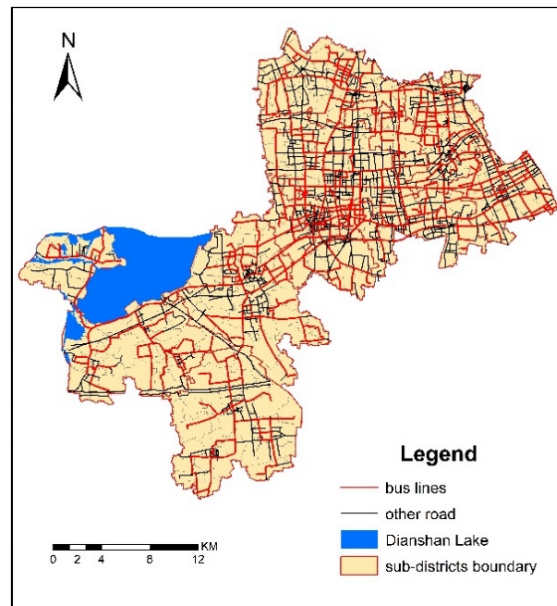 N
Legend
bus lines
other road
Dianshan Lake
sub-districts boundary
KM
0 2 4 8 12